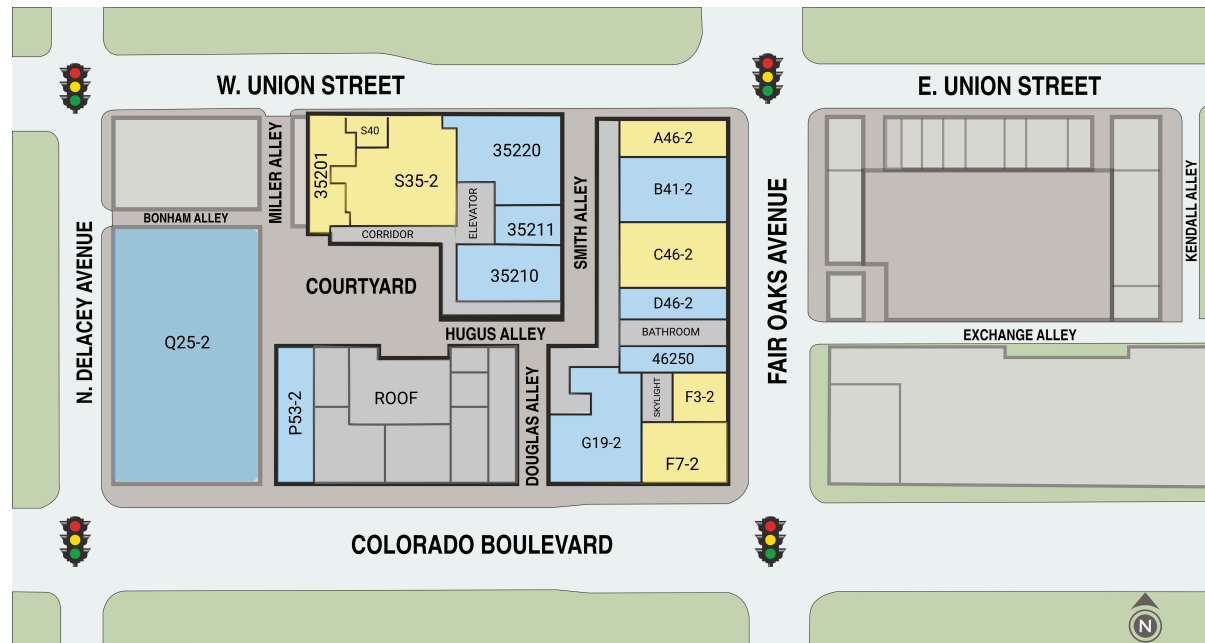 W. UNION STREET
E. UNION STREET
MILLER ALLEY
35201
S40
S35-2
35220
ELEVATOR
35211
CORRIDOR
35210
SMITH ALLEY
A46-2
B41-2
C46-2
D46-2
BATHROOM
46250
SKYLIGHT
F3-2
F7-2
G19-2
BONHAM ALLEY
N. DELACEY AVENUE
Q25-2
COURTYARD
HUGUS ALLEY
P53-2
ROOF
DOUGLAS ALLEY
FAIR OAKS AVENUE
KENDALL ALLEY
EXCHANGE ALLEY
COLORADO BOULEVARD
N